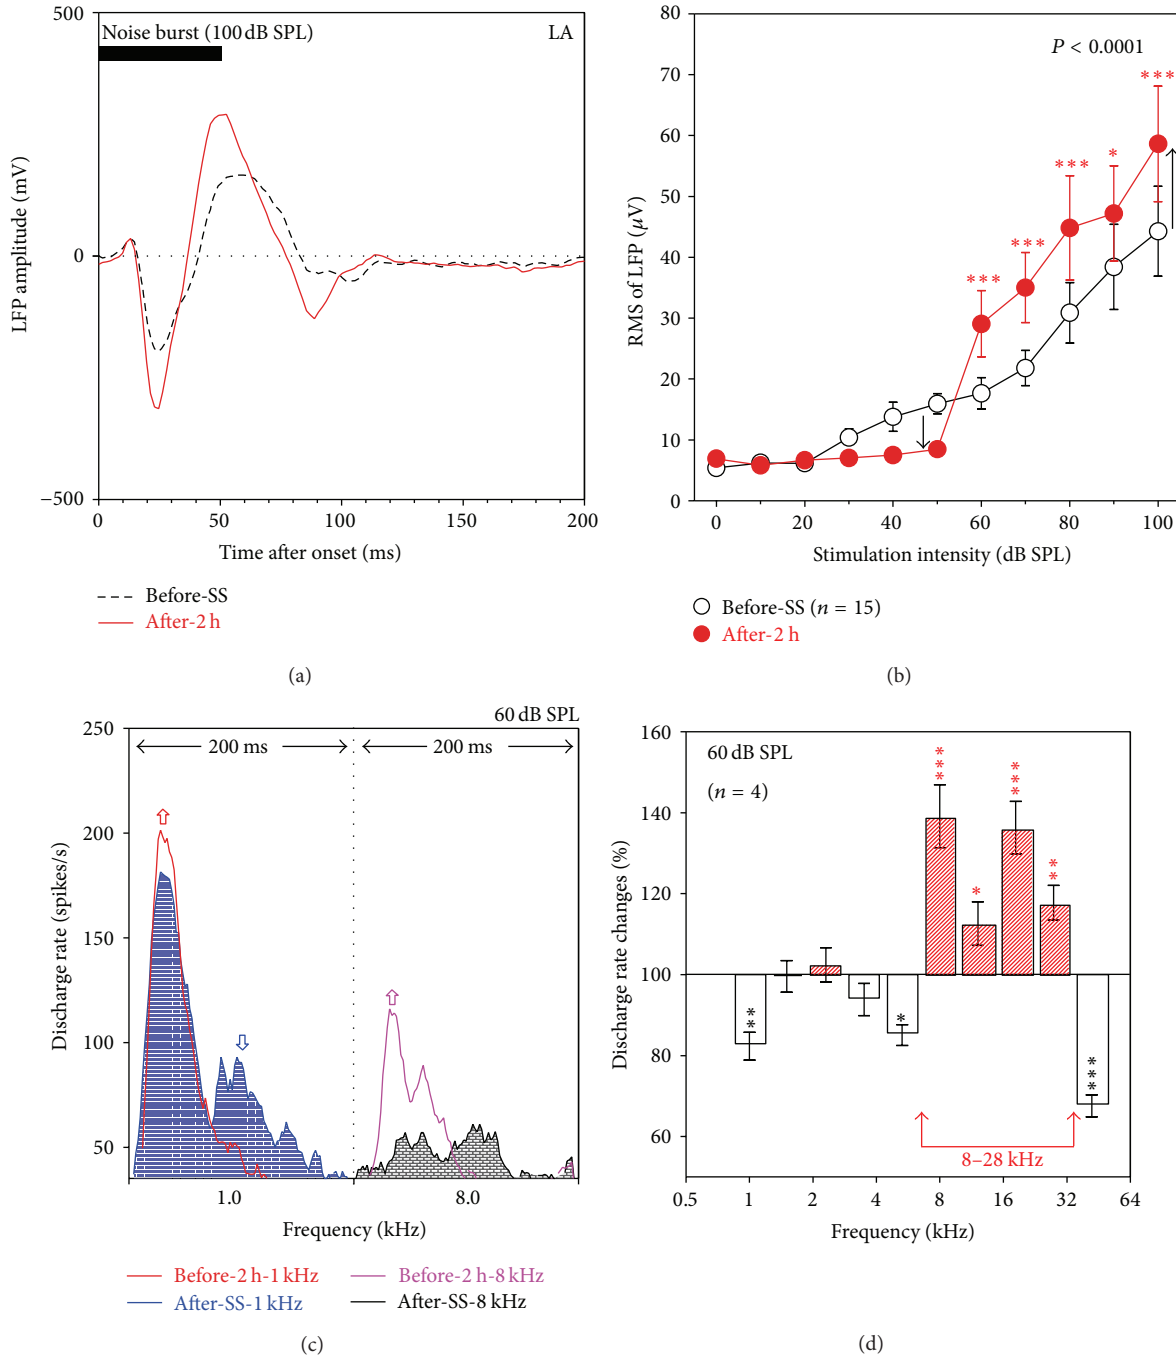 500
Noise burst (100 dB SPL)
LA
LFP amplitude (mV)
0
−500
0
50
100
150
200
Time after onset (ms)
Before-SS
After-2 h
(a)
80
70
60
50
40
30
20
10
0
P < 0.0001
***
***
***
***
*
***
RMS of LFP (μV)
0
20
40
60
80
100
Stimulation intensity (dB SPL)
Before-SS (n = 15)
After-2 h
(b)
60 dB SPL
250
200
150
100
50
200 ms
200 ms
Discharge rate (spikes/s)
1.0
8.0
Frequency (kHz)
Before-2 h-1 kHz
Before-2 h-8 kHz
After-SS-1 kHz
After-SS-8 kHz
(c)
160
140
120
100
80
60
60 dB SPL
(n = 4)
Discharge rate changes (%)
**
*
***
*
***
**
***
8–28 kHz
0.5
1
2
4
8
16
32
64
Frequency (kHz)
(d)